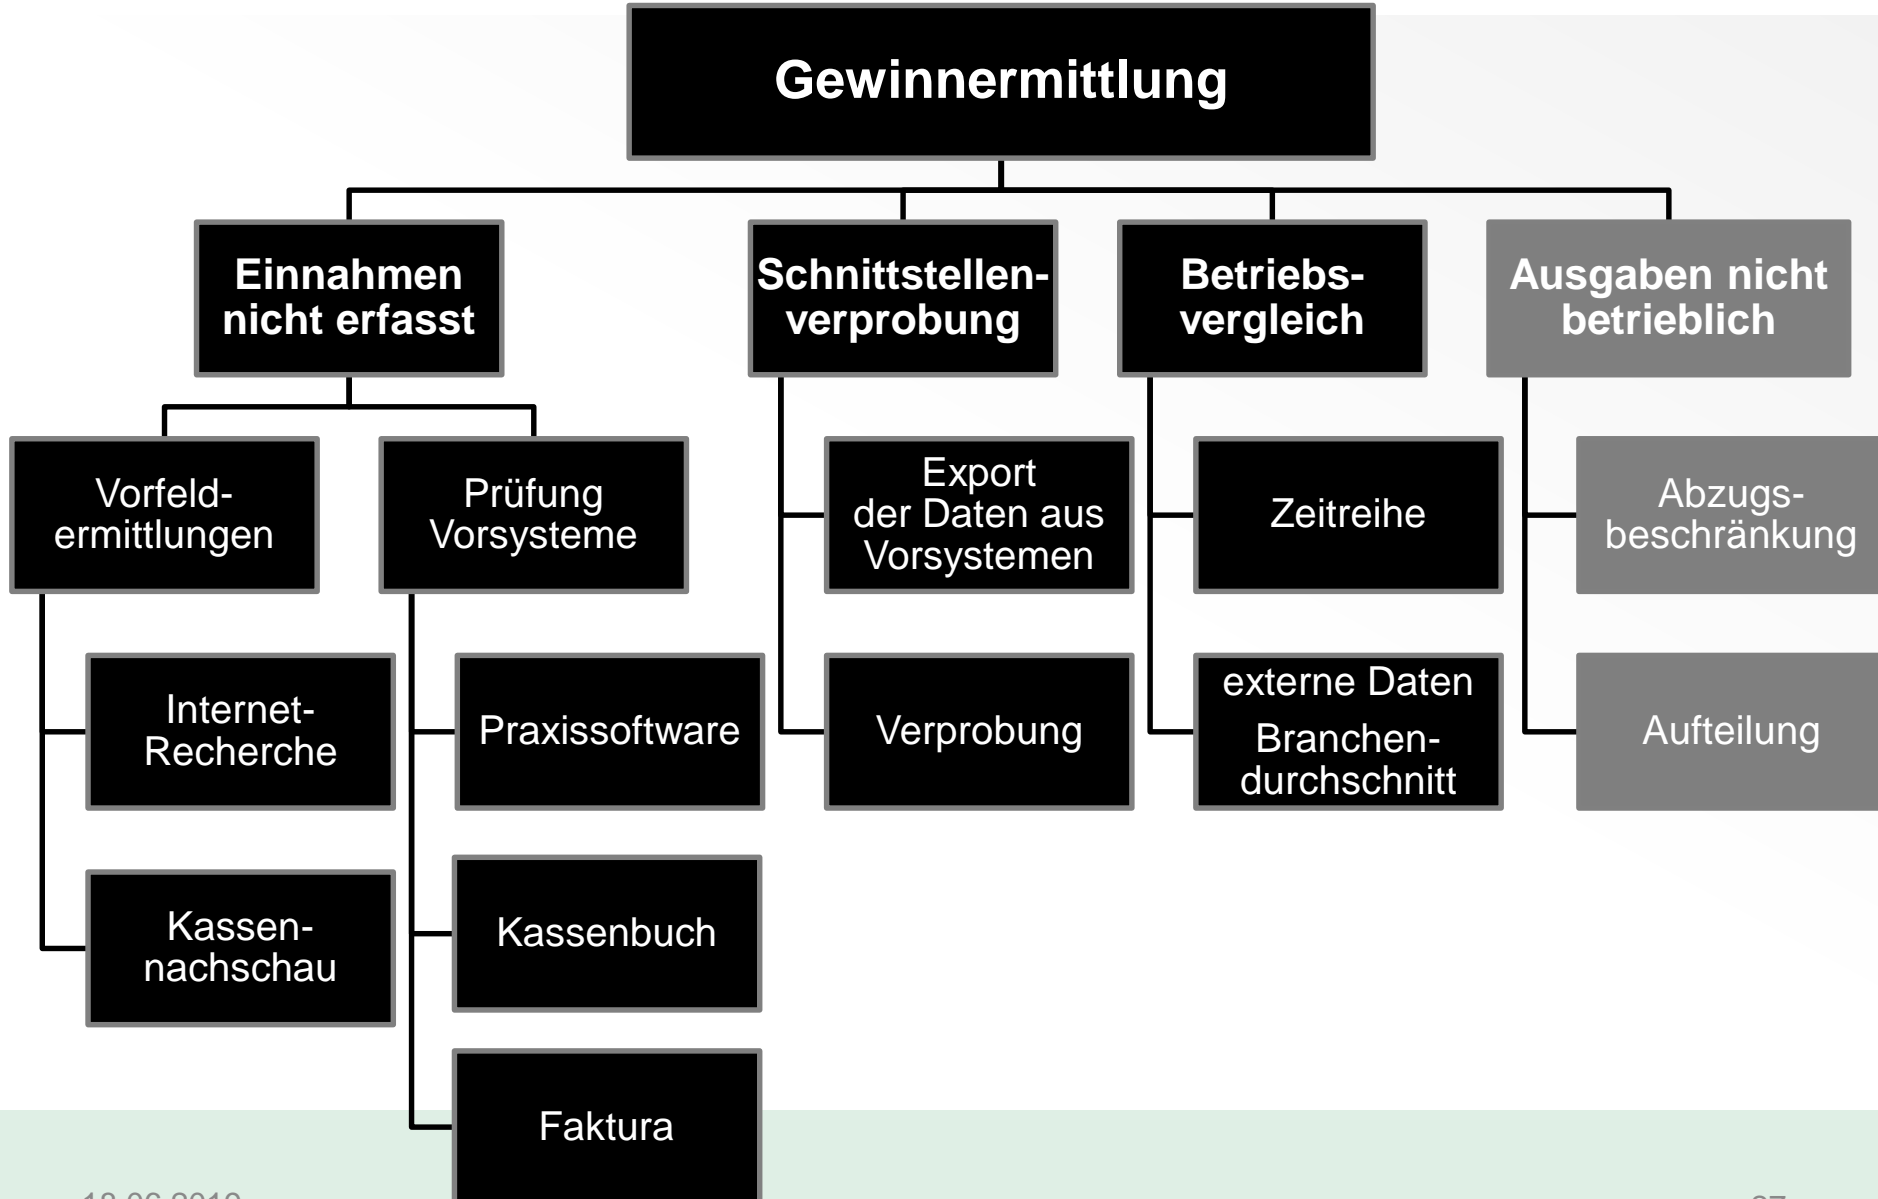 Gewinnermittlung
Einnahmen
nicht erfasst
Schnittstellen-
verprobung
Betriebs-
vergleich
Ausgaben nicht
betrieblich
Vorfeld-
ermittlungen
Prüfung
Vorsysteme
Export
der Daten aus
Vorsystemen
Zeitreihe
Abzugs-
beschränkung
Internet-
Recherche
Praxissoftware
Verprobung
externe Daten
Branchen-
durchschnitt
Aufteilung
Kassen-
nachschau
Kassenbuch
Faktura